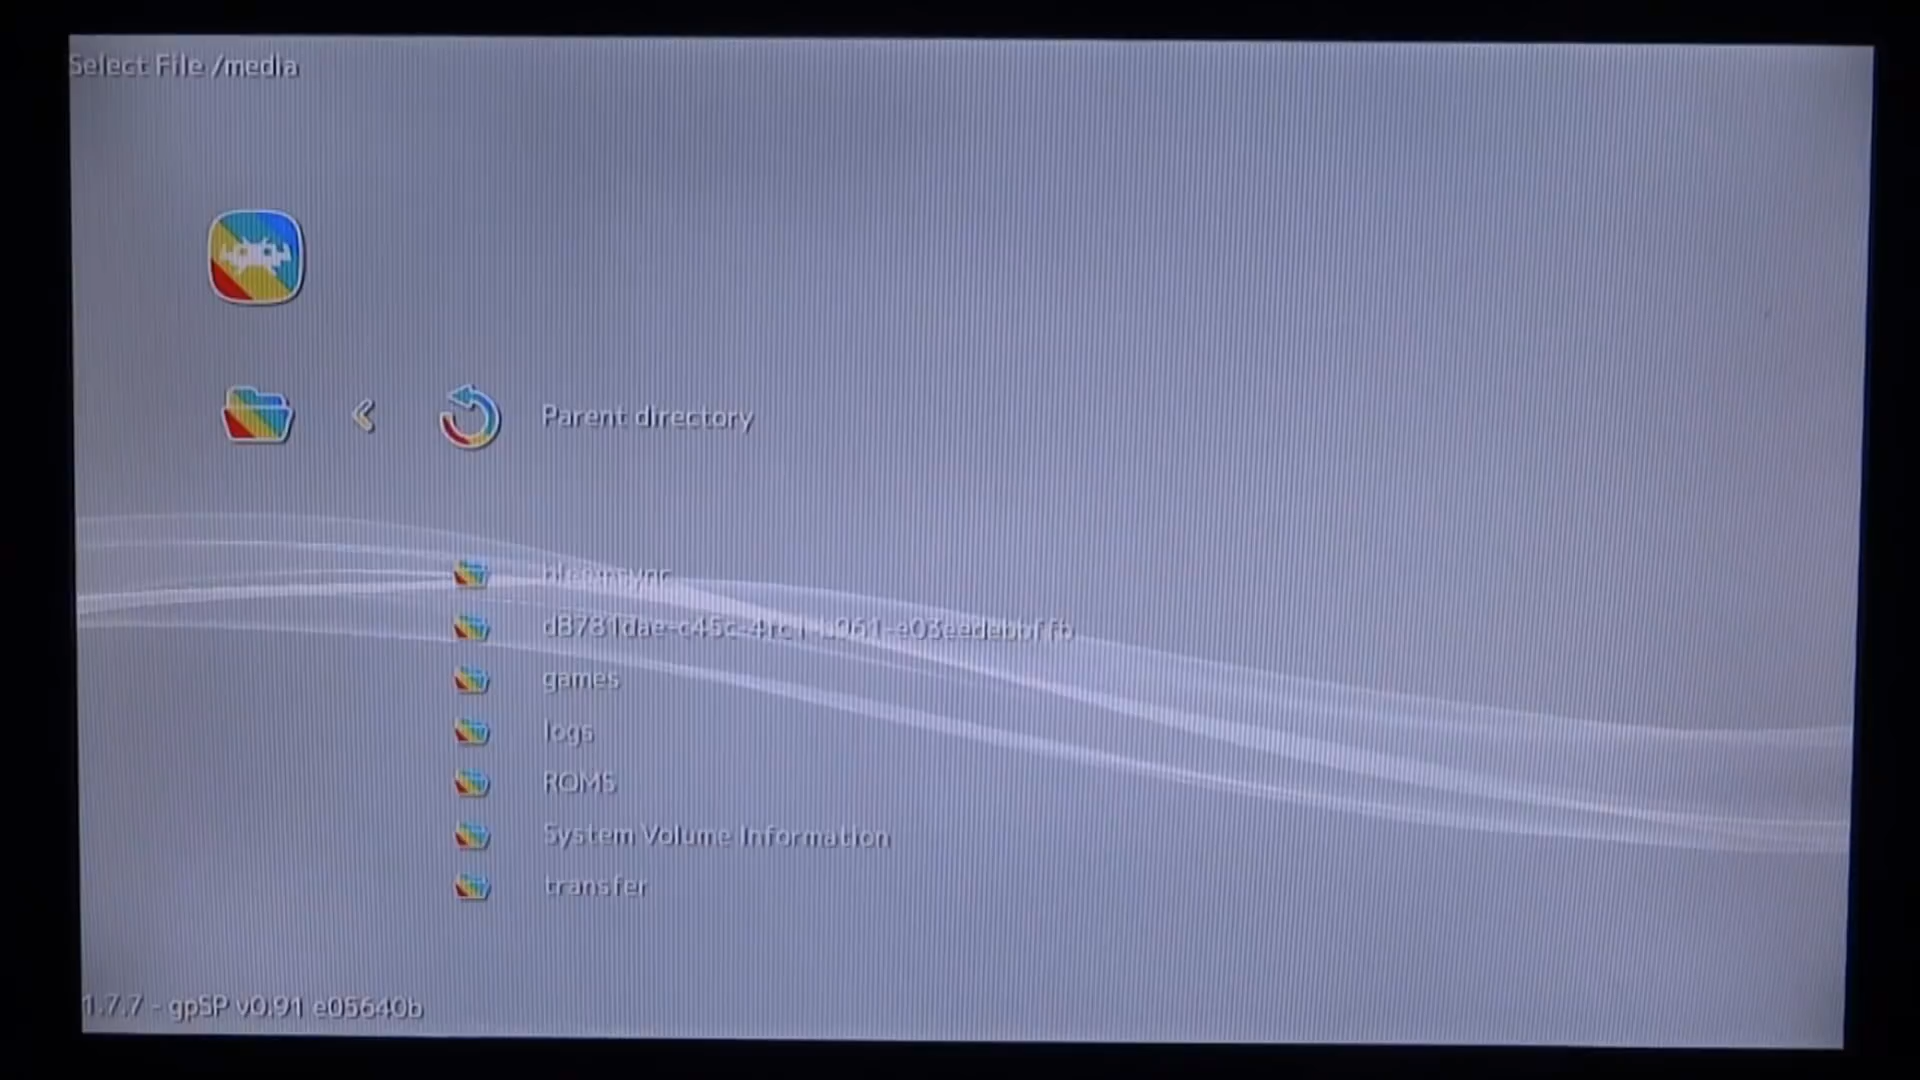 Select File /media
Parent directory
bleemsync
games
logs
ROMS
System Volume Information
transfer
1.7.7 - gpSP v0.91 e05640b